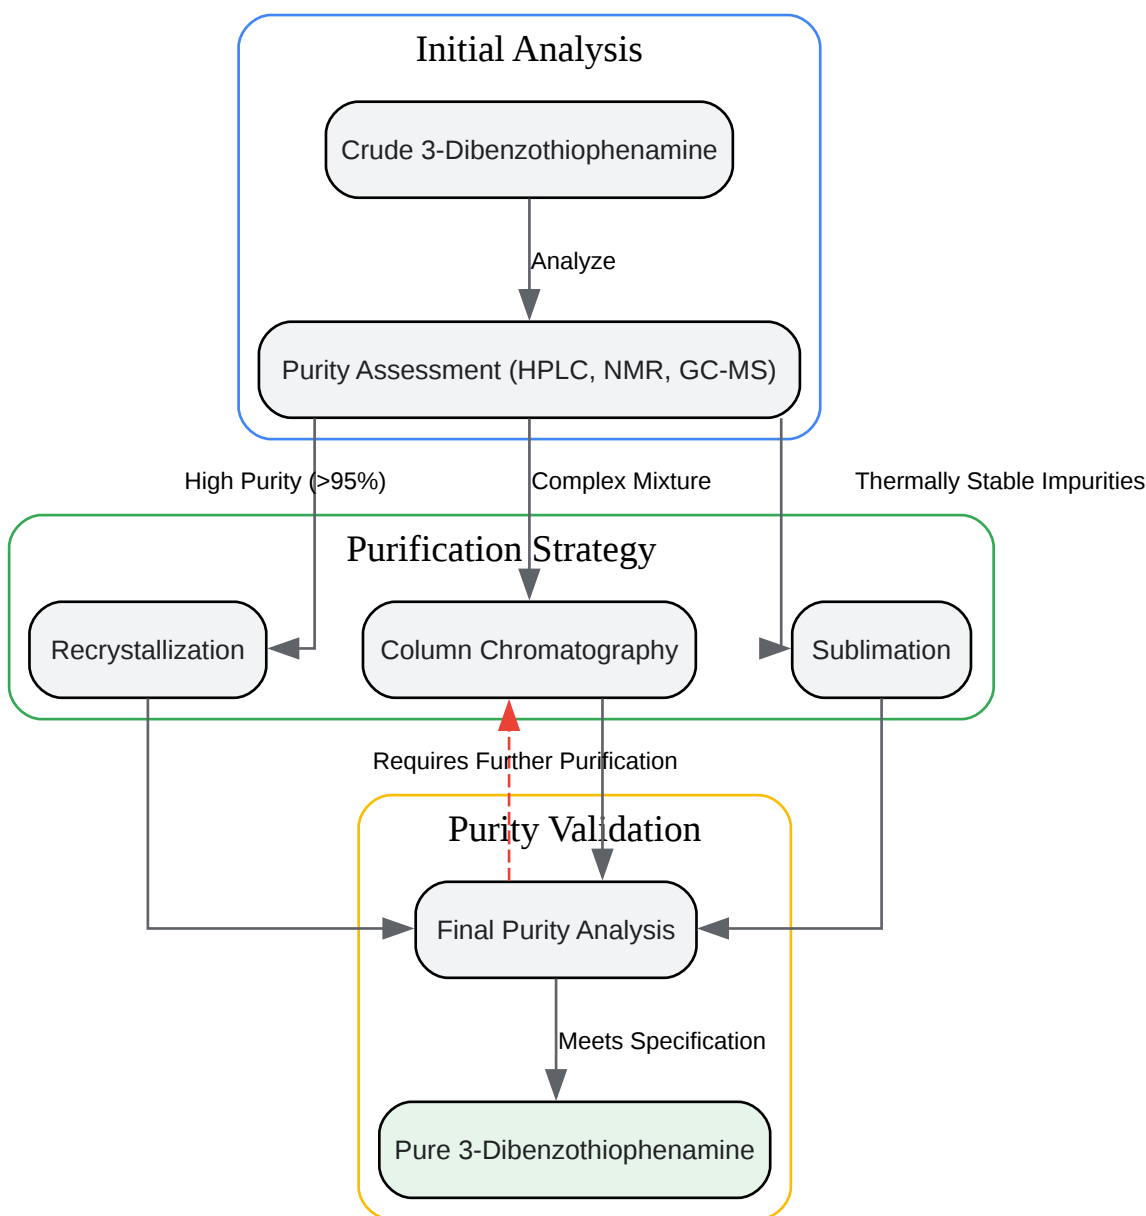 Initial Analysis
Crude 3-Dibenzothiophenamine
Analyze
Purity Assessment (HPLC, NMR, GC-MS)
High Purity (>95%)
Complex Mixture
Thermally Stable Impurities
Purification Strategy
Recrystallization
Column Chromatography
Sublimation
Requires Further Purification
Purity Validation
Final Purity Analysis
Meets Specification
Pure 3-Dibenzothiophenamine